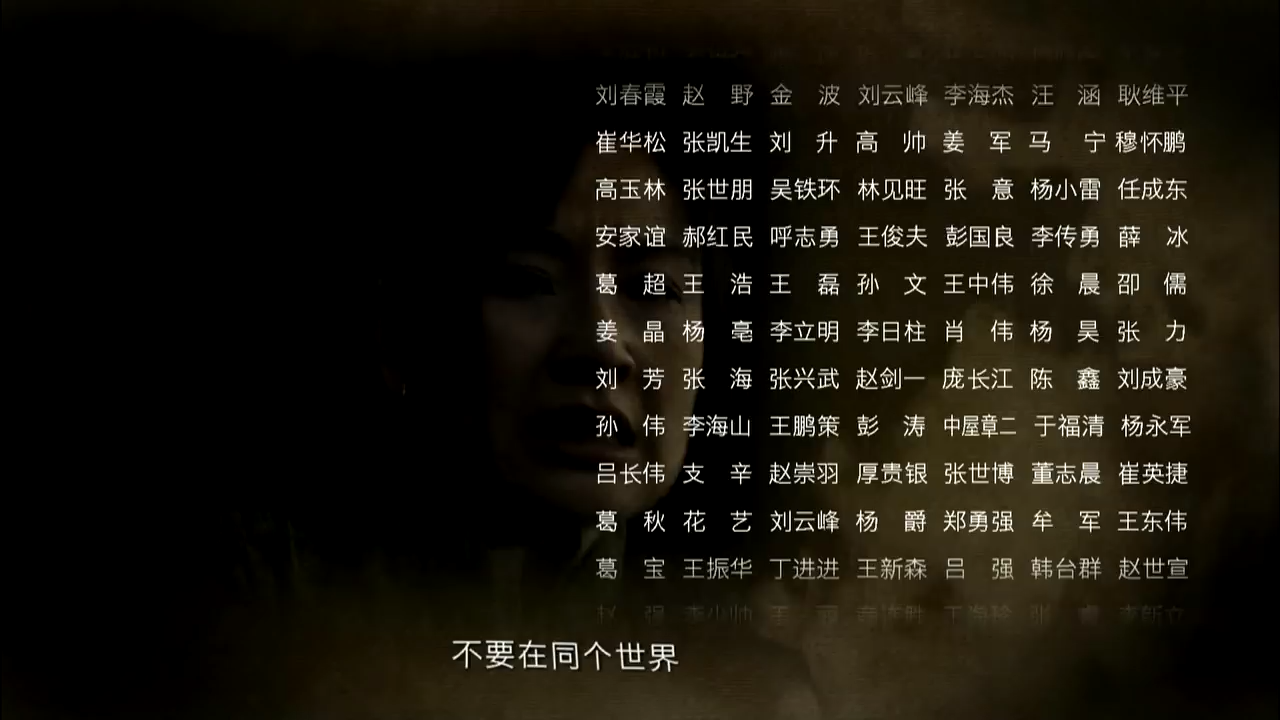 刘春霞 赵 野 金 波 刘云峰 李海杰 汪 涵 耿维平
崔华松 张凯生 刘 升 高 帅 姜 军 马 宁 穆怀鹏
高玉林 张世朋 吴铁环 林见旺 张 意 杨小雷 任成东
安家谊 郝红民 呼志勇 王俊夫 彭国良 李传勇 薛 冰
葛 超 王 浩 王 磊 孙 文 王中伟 徐 晨 邵 儒
姜 晶 杨 亳 李立明 李日柱 肖 伟 杨 昊 张 力
刘 芳 张 海 张兴武 赵剑一 庞长江 陈 鑫 刘成豪
孙 伟 李海山 王鹏策 彭 涛 中屋章二 于福清 杨永军
吕长伟 支 辛 赵崇羽 厚贵银 张世博 董志晨 崔英捷
葛 秋 花 艺 刘云峰 杨 爵 郑勇强 牟 军 王东伟
葛 宝 王振华 丁进进 王新森 吕 强 韩台群 赵世宣
不要在同个世界